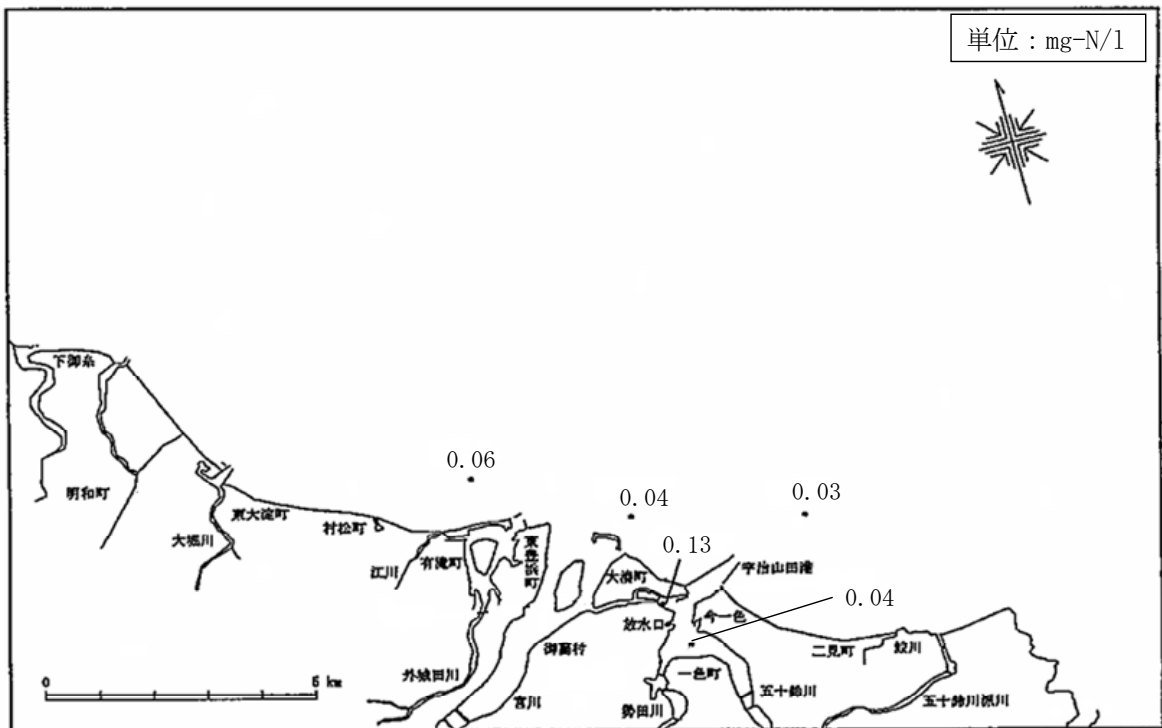 単位：mg-N/l
下御糸
0.06
明和町
0.04
0.03
東大淀町
村松町
大堀川
江川
有滝町
東豊浜町
0.13
大湊町
宇治山田港
0.04
放水口
今一色
御薗村
二見町
鮫川
外城田川
一色町
0
6 km
宮川
勢田川
五十鈴川
五十鈴川派川